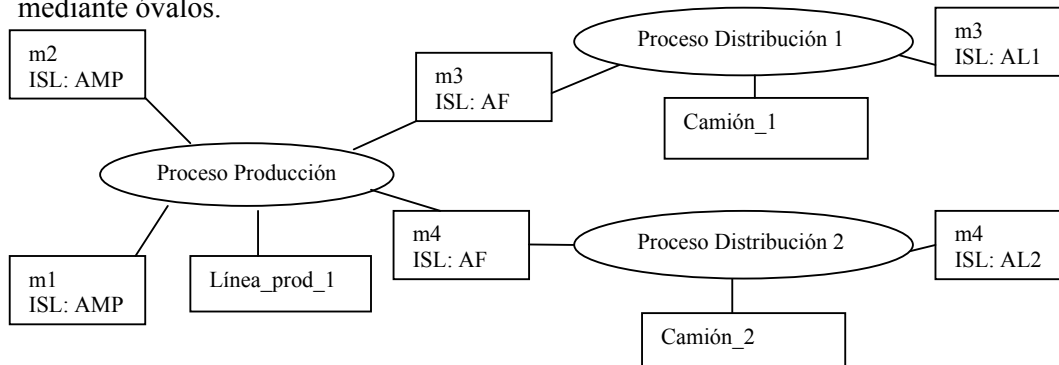 mediante óvalos.
m2
ISL: AMP
m3
ISL: AF
Proceso Distribución 1
m3
ISL: AL1
Camión_1
Proceso Producción
m4
ISL: AF
Proceso Distribución 2
m4
ISL: AL2
m1
ISL: AMP
Línea_prod_1
Camión_2